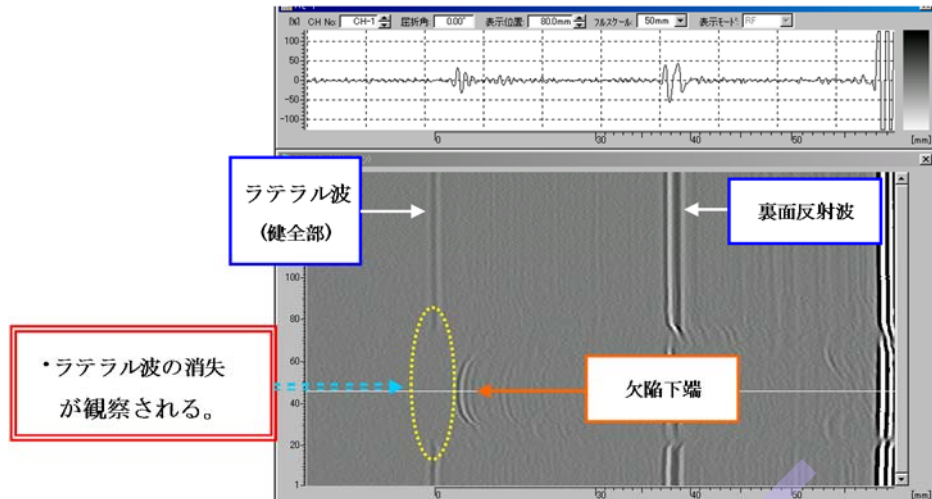 [%] CH No: CH-1 屈折角: 0.00° 表示位置: 80.0mm フルスケール: 50mm 表示モード: RF
100
50
0
-50
-100
0 30 50 [mm]
ラテラル波
(健全部)
裏面反射波
100
80
60
40
20
1
・ラテラル波の消失
が観察される。
欠陥下端
0 30 50 [mm]